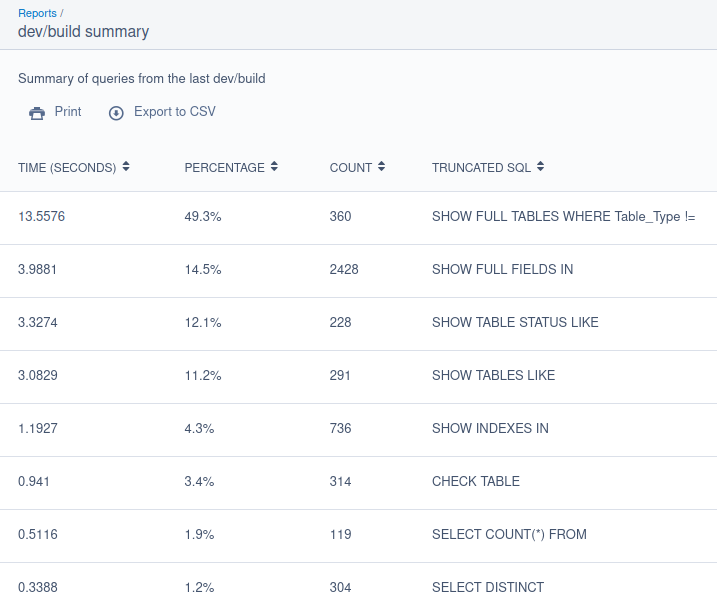 Reports /
dev/build summary
Summary of queries from the last dev/build
Print Export to CSV
TIME (SECONDS) PERCENTAGE COUNT TRUNCATED SQL
13.5576 49.3% 360 SHOW FULL TABLES WHERE Table_Type !=
3.9881 14.5% 2428 SHOW FULL FIELDS IN
3.3274 12.1% 228 SHOW TABLE STATUS LIKE
3.0829 11.2% 291 SHOW TABLES LIKE
1.1927 4.3% 736 SHOW INDEXES IN
0.941 3.4% 314 CHECK TABLE
0.5116 1.9% 119 SELECT COUNT(*) FROM
0.3388 1.2% 304 SELECT DISTINCT